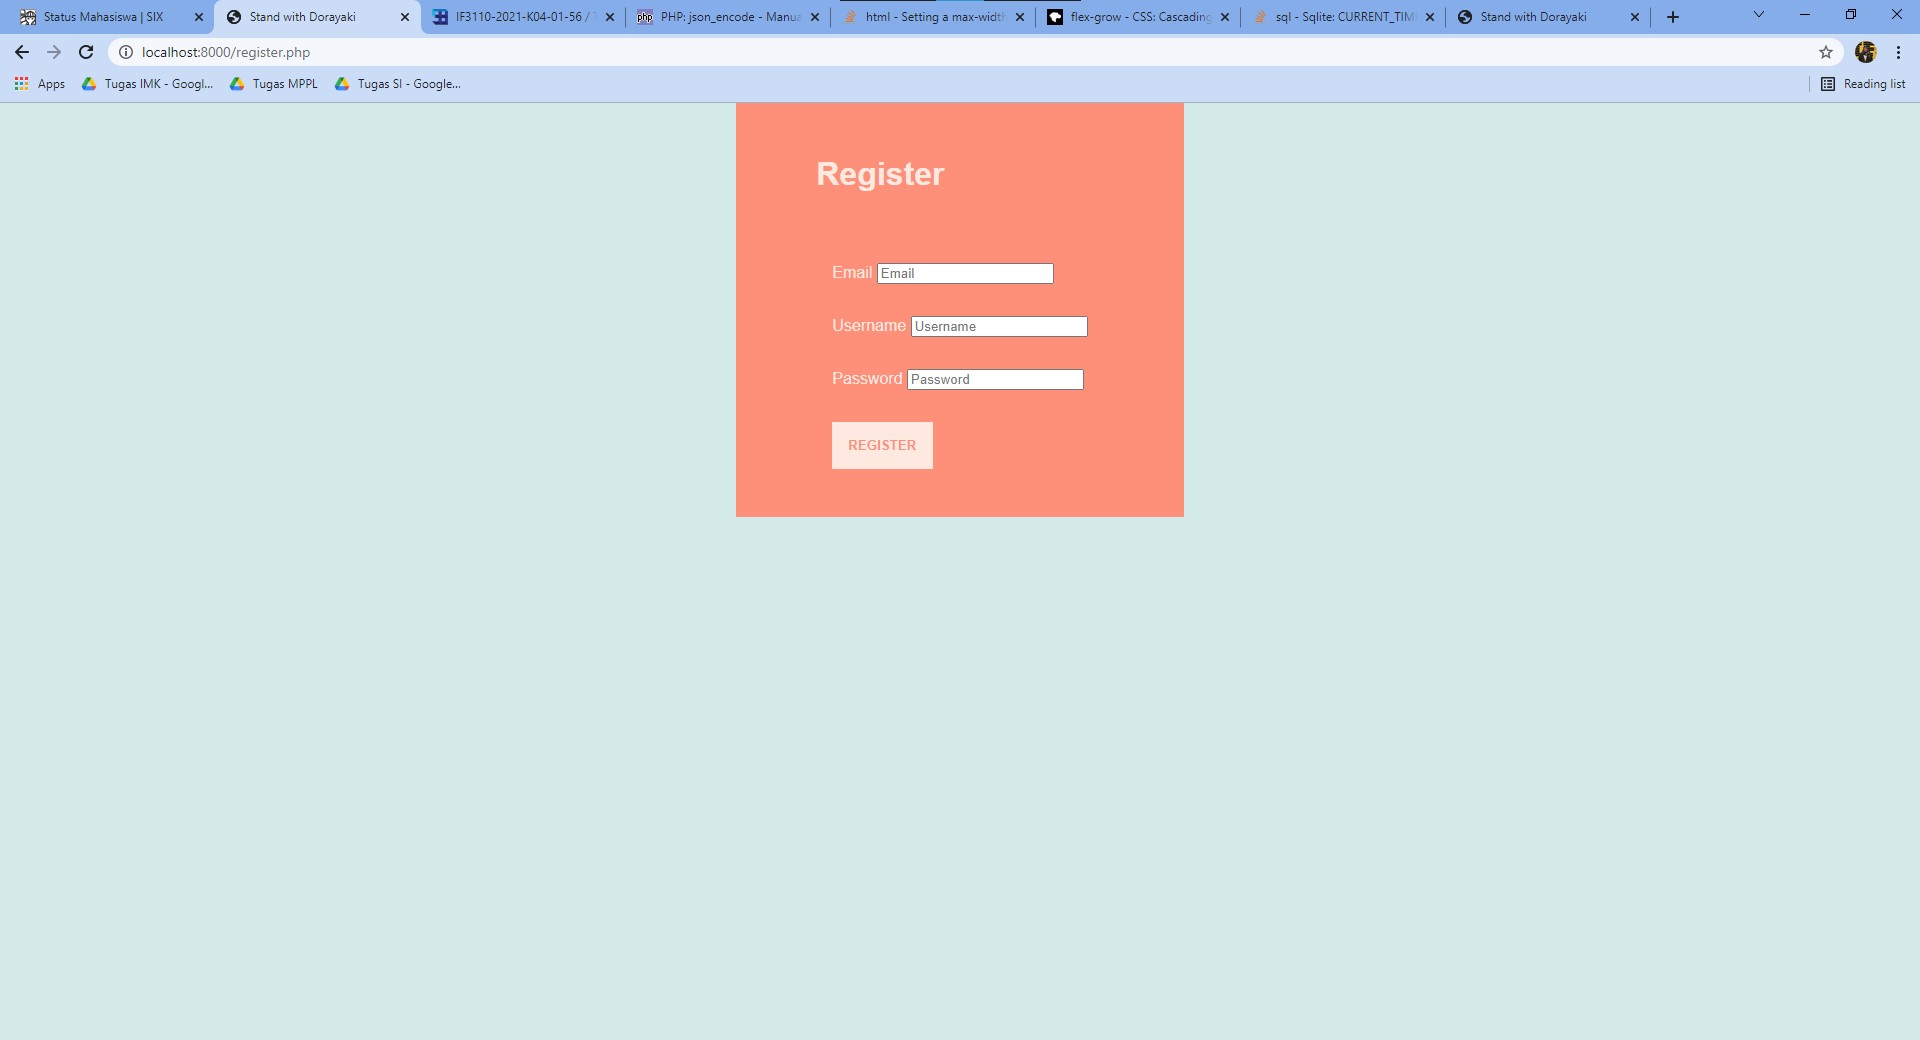 Status Mahasiswa | SIX
Stand with Dorayaki
IF3110-2021-K04-01-56 /
PHP: json_encode - Manua
html - Setting a max-width
flex-grow - CSS: Cascading
sql - Sqlite: CURRENT_TIM
Stand with Dorayaki
localhost:8000/register.php
Apps
Tugas IMK - Googl...
Tugas MPPL
Tugas SI - Google...
Reading list
Register
Email Email
Username Username
Password Password
REGISTER